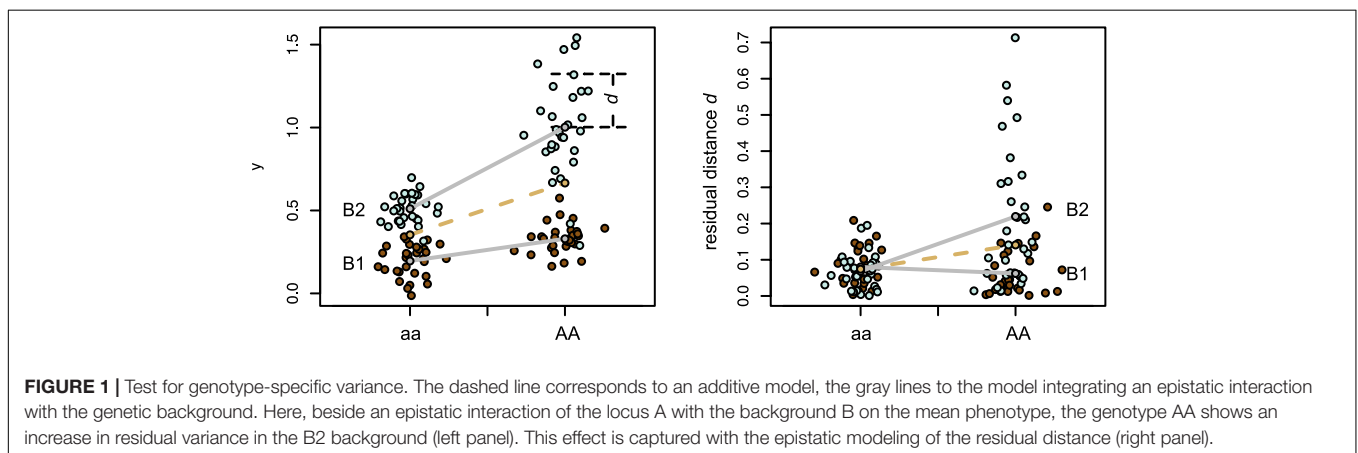 1.5
1.0
0.5
0.0
y
d
B2
B1
aa
AA
0.7
0.6
0.5
0.4
0.3
0.2
0.1
0.0
residual distance d
B2
B1
aa
AA
FIGURE 1 | Test for genotype-specific variance. The dashed line corresponds to an additive model, the gray lines to the model integrating an epistatic interaction
with the genetic background. Here, beside an epistatic interaction of the locus A with the background B on the mean phenotype, the genotype AA shows an
increase in residual variance in the B2 background (left panel). This effect is captured with the epistatic modeling of the residual distance (right panel).